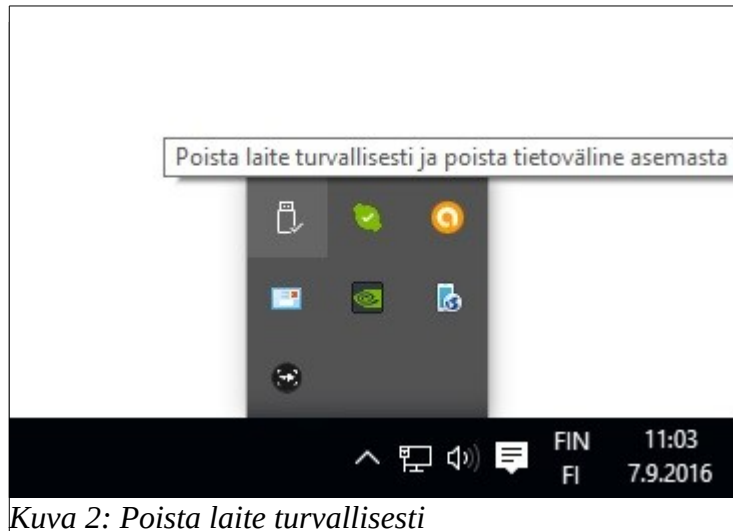 Poista laite turvallisesti ja poista tietoväline asemasta
FIN 11:03
FI 7.9.2016
Kuva 2: Poista laite turvallisesti